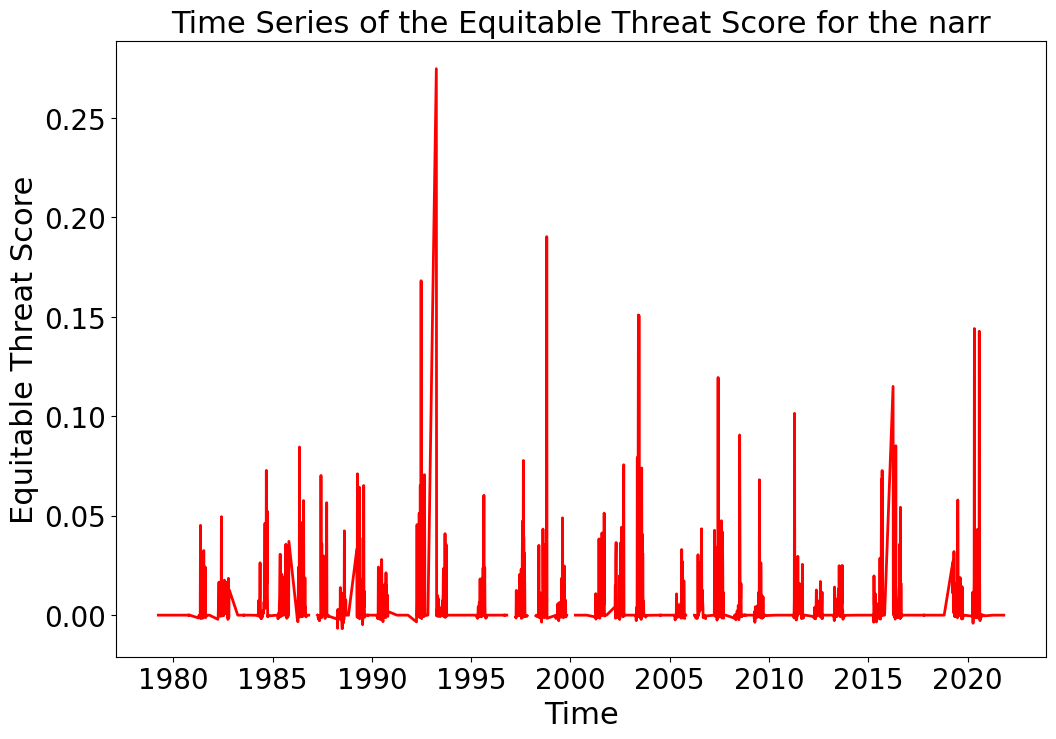 Time Series of the Equitable Threat Score for the narr
Equitable Threat Score
0.25
0.20
0.15
0.10
0.05
0.00
1980 1985 1990 1995 2000 2005 2010 2015 2020
Time